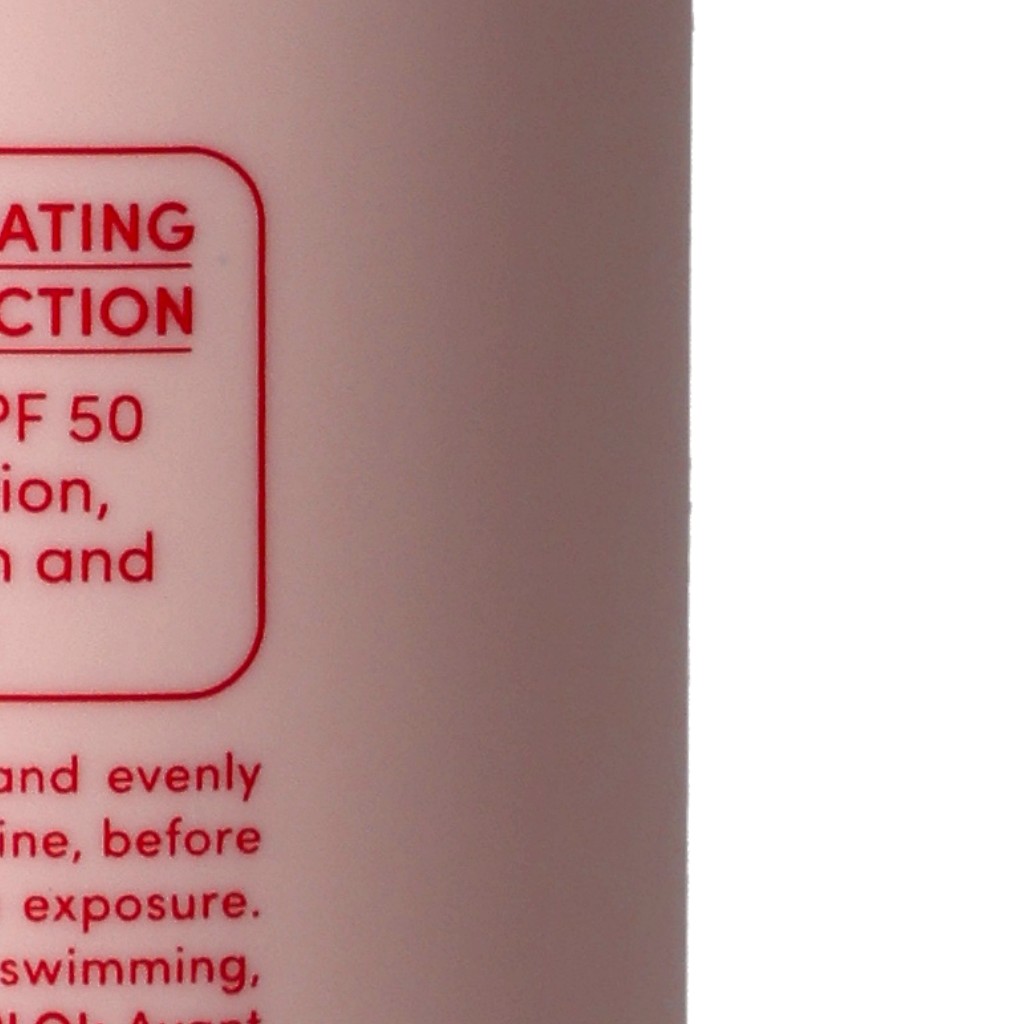 ATING
CTION
PF 50
ion,
and
and evenly
ine, before
exposure.
swimming,